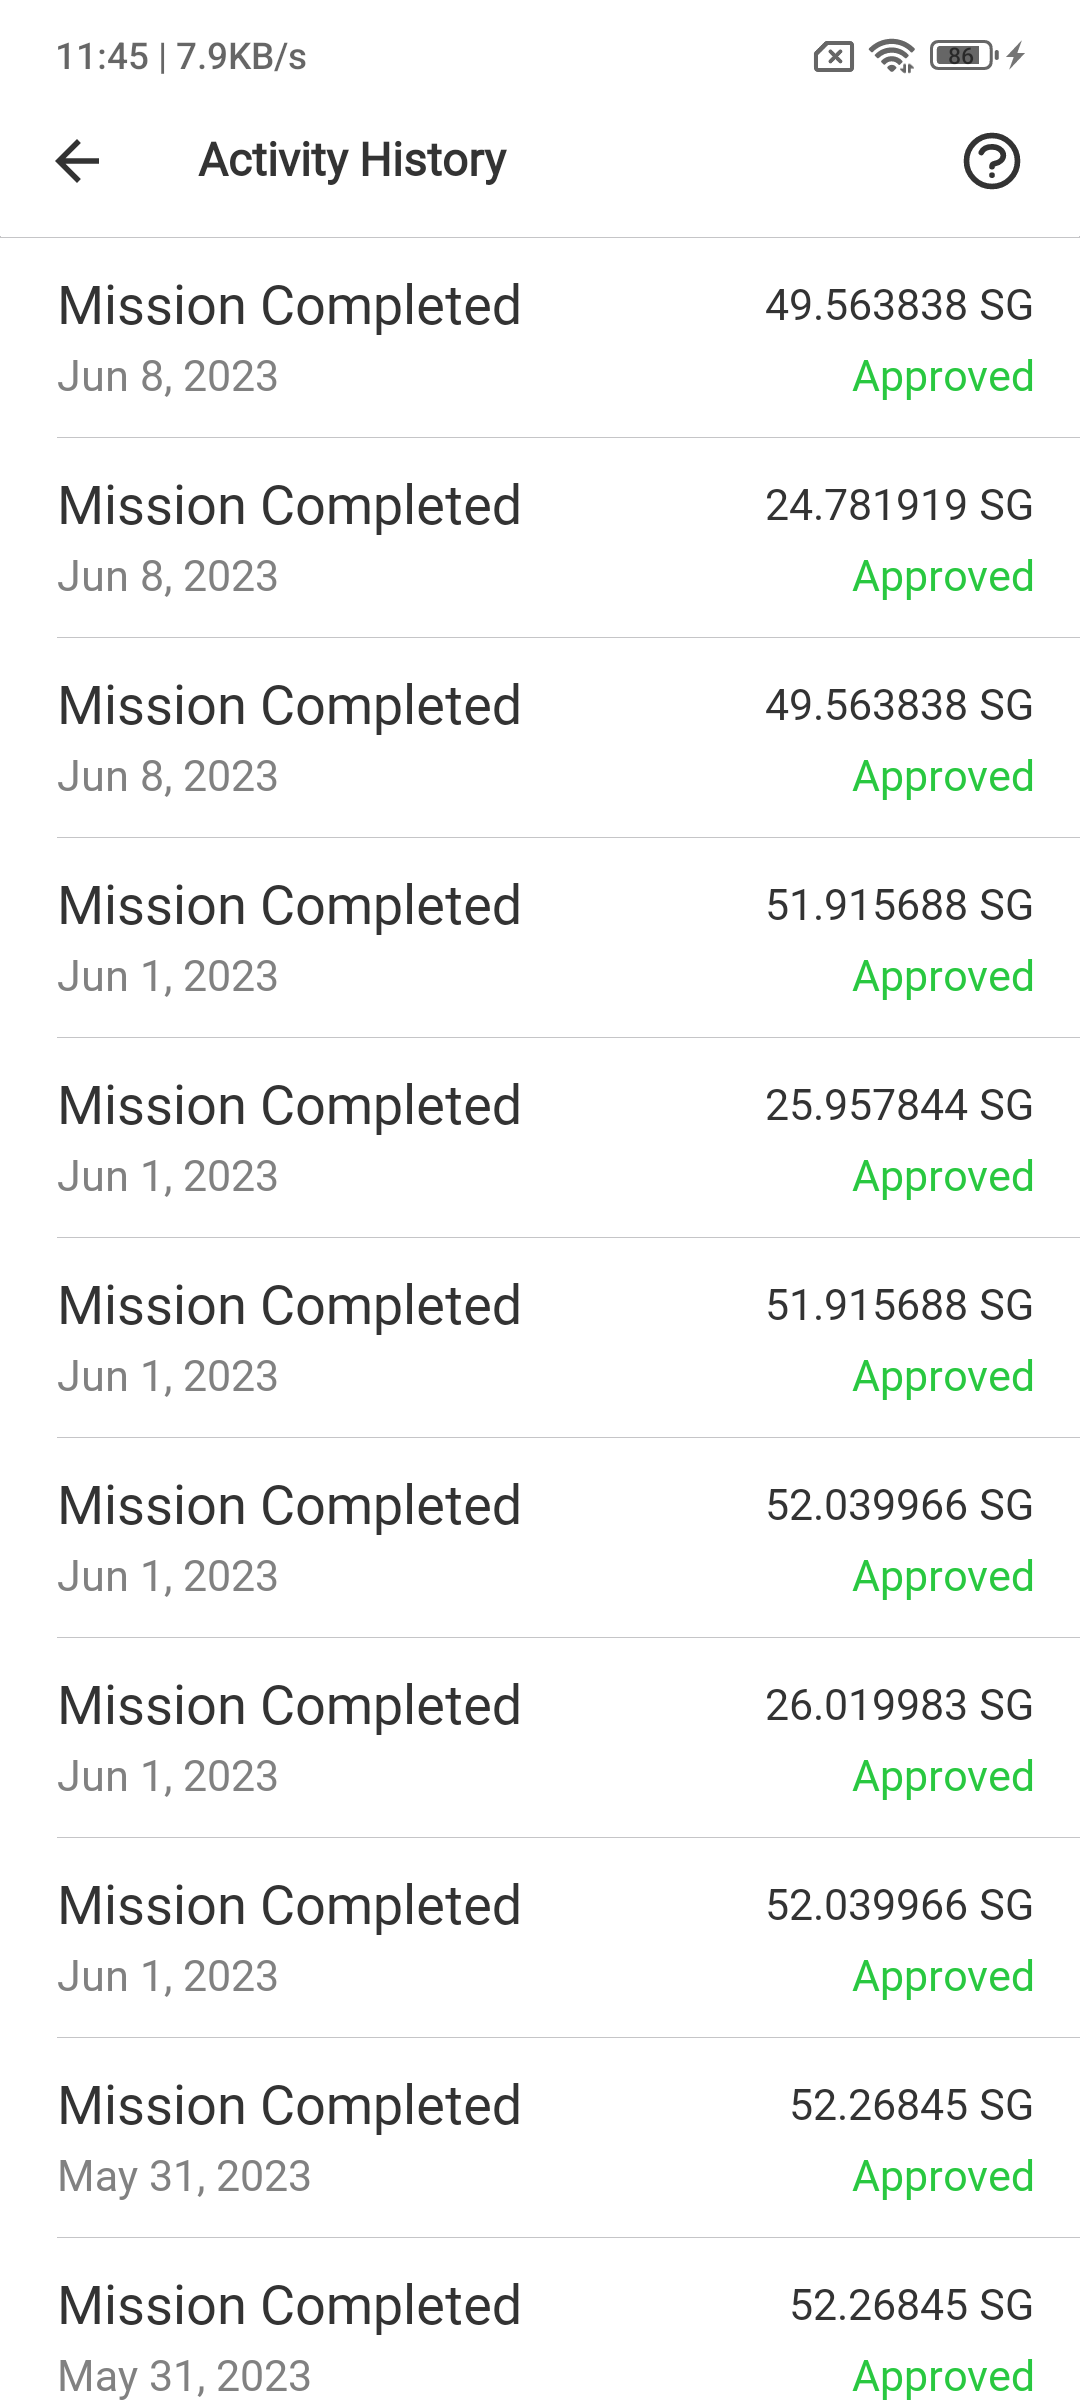 11:45 | 7.9KB/s 86
Activity History
Mission Completed 49.563838 SG
Jun 8, 2023 Approved
Mission Completed 24.781919 SG
Jun 8, 2023 Approved
Mission Completed 49.563838 SG
Jun 8, 2023 Approved
Mission Completed 51.915688 SG
Jun 1, 2023 Approved
Mission Completed 25.957844 SG
Jun 1, 2023 Approved
Mission Completed 51.915688 SG
Jun 1, 2023 Approved
Mission Completed 52.039966 SG
Jun 1, 2023 Approved
Mission Completed 26.019983 SG
Jun 1, 2023 Approved
Mission Completed 52.039966 SG
Jun 1, 2023 Approved
Mission Completed 52.26845 SG
May 31, 2023 Approved
Mission Completed 52.26845 SG
May 31, 2023 Approved